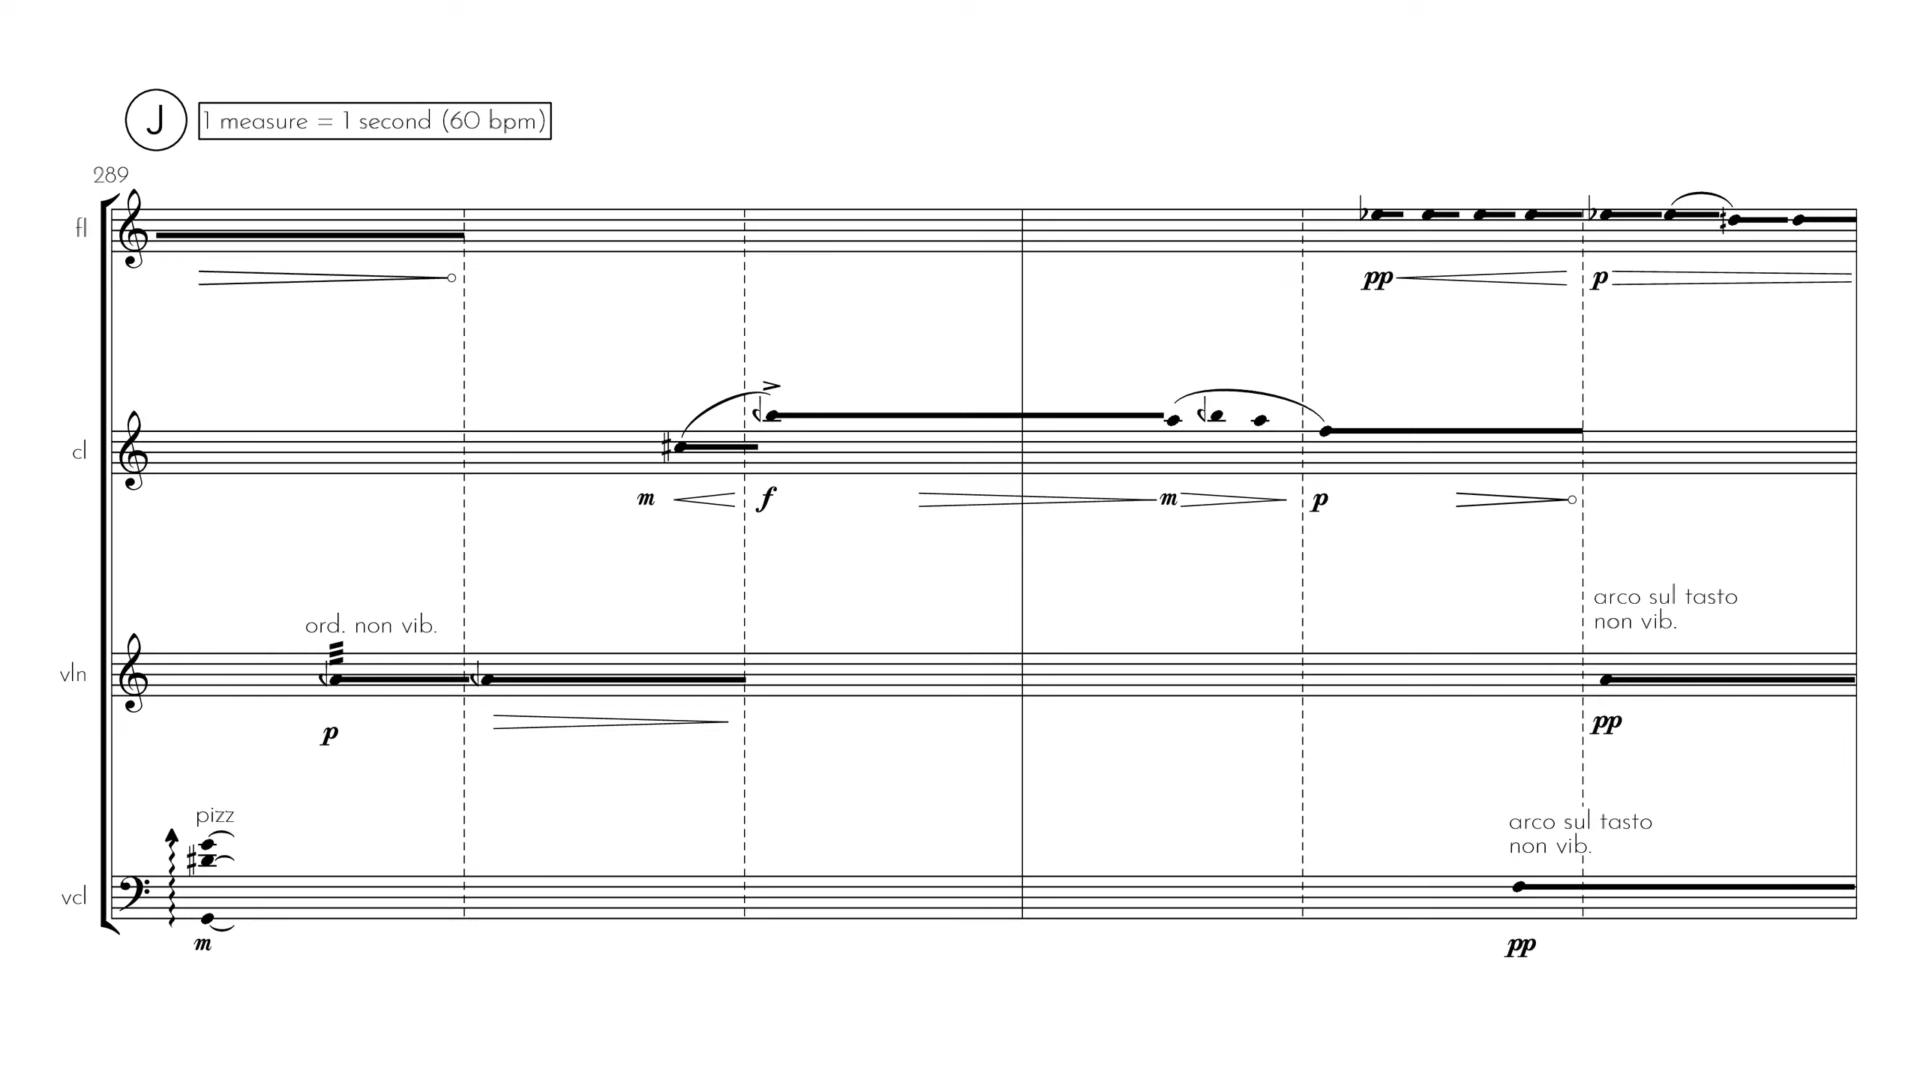 J
1 measure = 1 second (60 bpm)
289
fl
pp p
cl
m f m p
arco sul tasto
non vib.
ord. non vib.
vln
p pp
pizz
arco sul tasto
non vib.
vcl
m pp